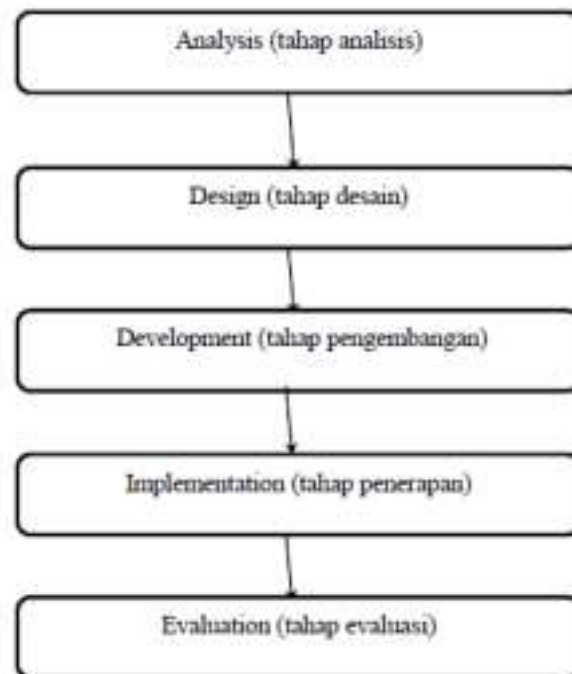 Analysis (tahap analisis)
Design (tahap desain)
Development (tahap pengembangan)
Implementation (tahap penerapan)
Evaluation (tahap evaluasi)